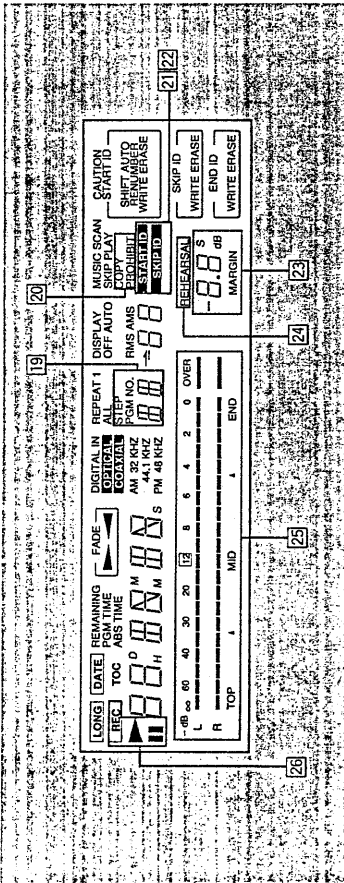 19 20 21 22
LONG DATE REMAINING FADE DIGITAL IN REPEAT 1 DISPLAY MUSIC SCAN CAUTION
REC TOC PGM TIME OPTICAL ALL OFF AUTO SKIP PLAY START ID
ABS TIME COAXIAL STEP COPY SHIFT AUTO
AM 32 KHZ PGM NO. RMS AMS PROHIBIT RENUMBER
44.1 KHZ START ID WRITE ERASE
D M S PM 48 KHZ SKIP ID
H M
SKIP ID
WRITE ERASE
END ID
WRITE ERASE
REHEARSAL
S
dB
MARGIN
-dB ∞ 60 40 30 20 12 8 6 4 2 0 OVER
L
R
TOP MID END
26 25 24 23